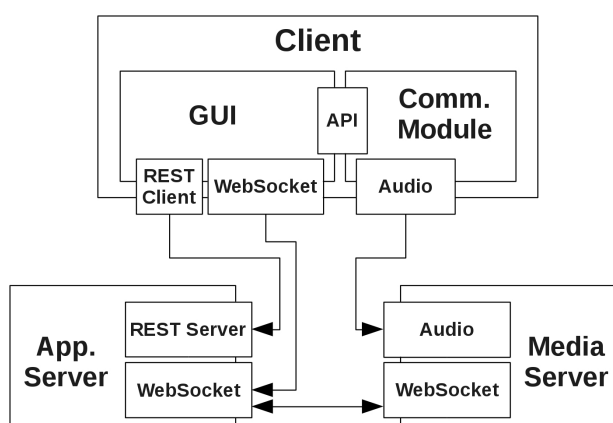 Client
GUI
API
Comm.
Module
REST
Client
WebSocket
Audio
App.
Server
REST Server
WebSocket
Audio
WebSocket
Media
Server